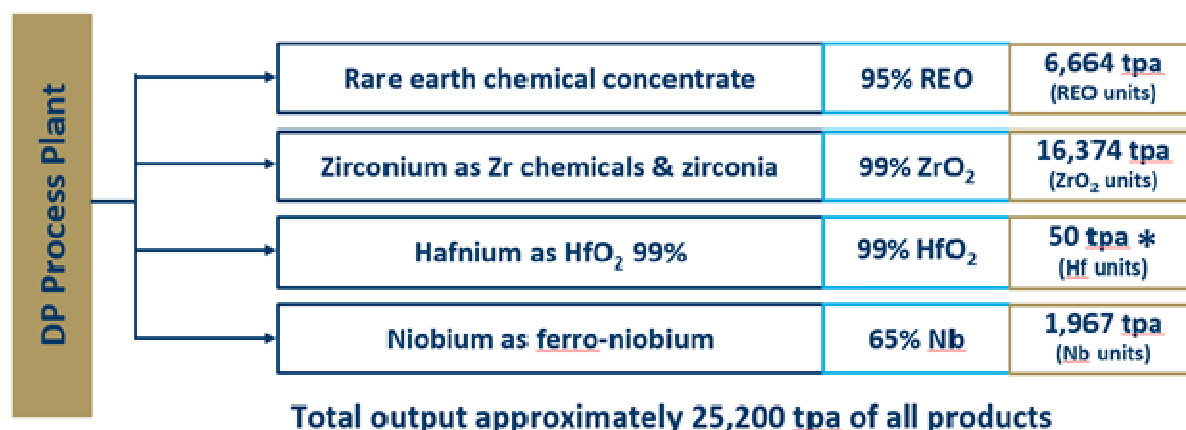 DP Process Plant
Rare earth chemical concentrate
95% REO
6,664 tpa
(REO units)
Zirconium as Zr chemicals & zirconia
99% ZrO₂
16,374 tpa
(ZrO₂ units)
Hafnium as HfO₂ 99%
99% HfO₂
50 tpa *
(Hf units)
Niobium as ferro-niobium
65% Nb
1,967 tpa
(Nb units)
Total output approximately 25,200 tpa of all products